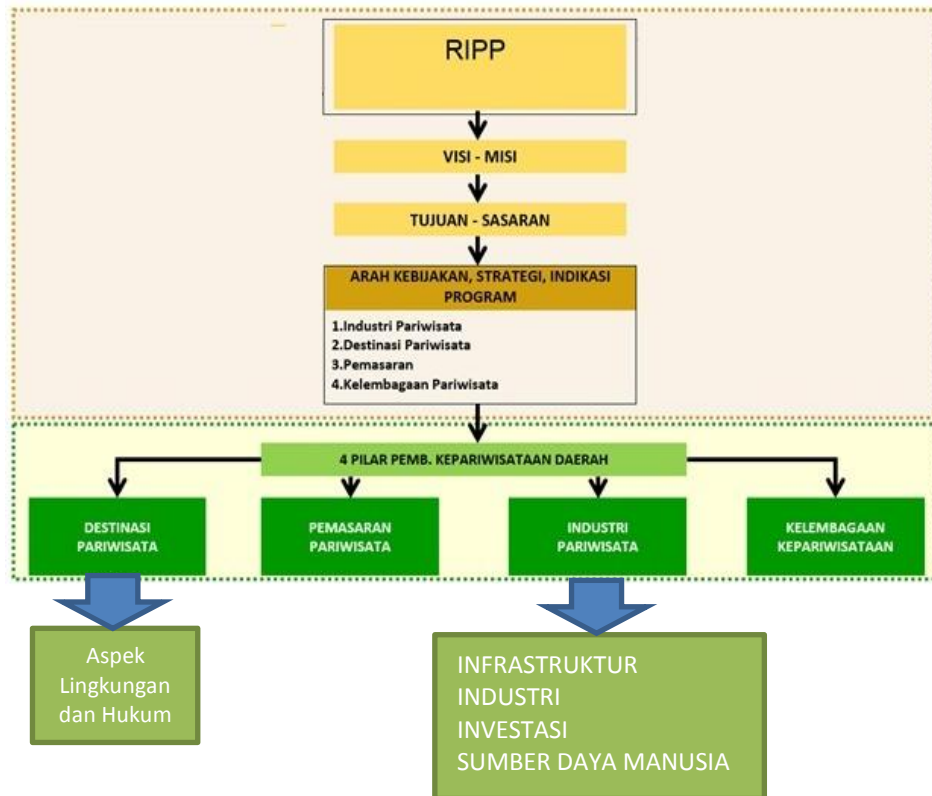 RIPP
VISI - MISI
TUJUAN - SASARAN
ARAH KEBIJAKAN, STRATEGI, INDIKASI
PROGRAM
1.Industri Pariwisata
2.Destinasi Pariwisata
3.Pemasaran
4.Kelembagaan Pariwisata
4 PILAR PEMB. KEPARIWISATAAN DAERAH
DESTINASI
PARIWISATA
PEMASARAN
PARIWISATA
INDUSTRI
PARIWISATA
KELEMBAGAAN
KEPARIWISATAAN
Aspek
Lingkungan
dan Hukum
INFRASTRUKTUR
INDUSTRI
INVESTASI
SUMBER DAYA MANUSIA